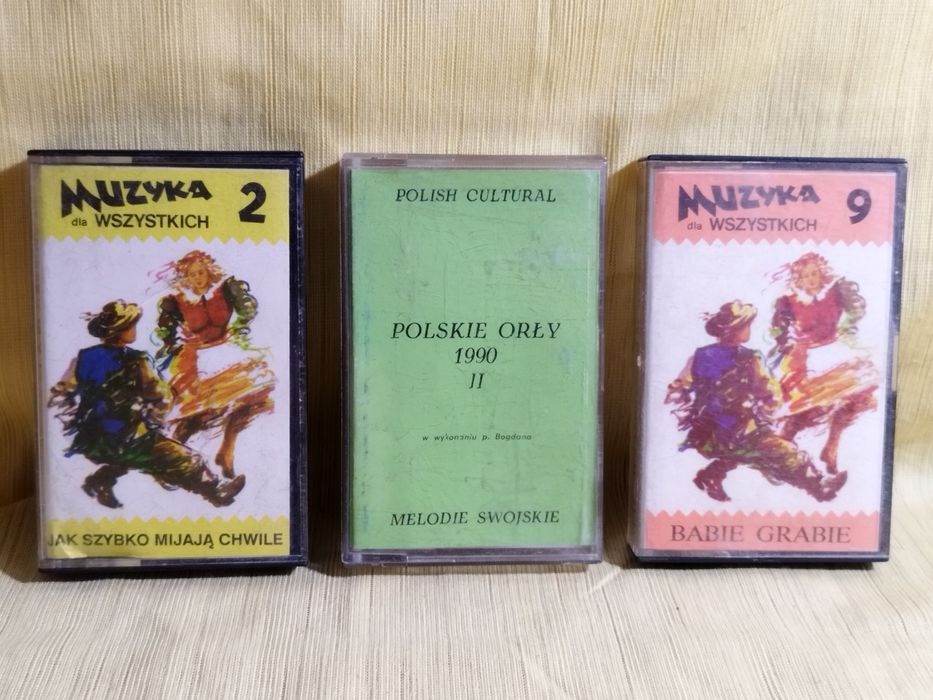 MUZYKA 2
dla WSZYSTKICH
JAK SZYBKO MIJAJĄ CHWILE
POLISH CULTURAL
POLSKIE ORŁY
1990
II
w wykonaniu p. Bogdana
MELODIE SWOJSKIE
MUZYKA 9
dla WSZYSTKICH
BABIE GRABIE